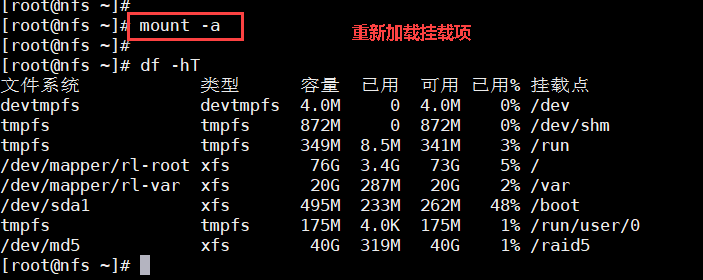 [root@nfs ~]#
[root@nfs ~]# mount -a 重新加载挂载项
[root@nfs ~]#
[root@nfs ~]# df -hT
文件系统 类型 容量 已用 可用 已用% 挂载点
devtmpfs devtmpfs 4.0M 0 4.0M 0% /dev
tmpfs tmpfs 872M 0 872M 0% /dev/shm
tmpfs tmpfs 349M 8.5M 341M 3% /run
/dev/mapper/rl-root xfs 76G 3.4G 73G 5% /
/dev/mapper/rl-var xfs 20G 287M 20G 2% /var
/dev/sda1 xfs 495M 233M 262M 48% /boot
tmpfs tmpfs 175M 4.0K 175M 1% /run/user/0
/dev/md5 xfs 40G 319M 40G 1% /raid5
[root@nfs ~]#